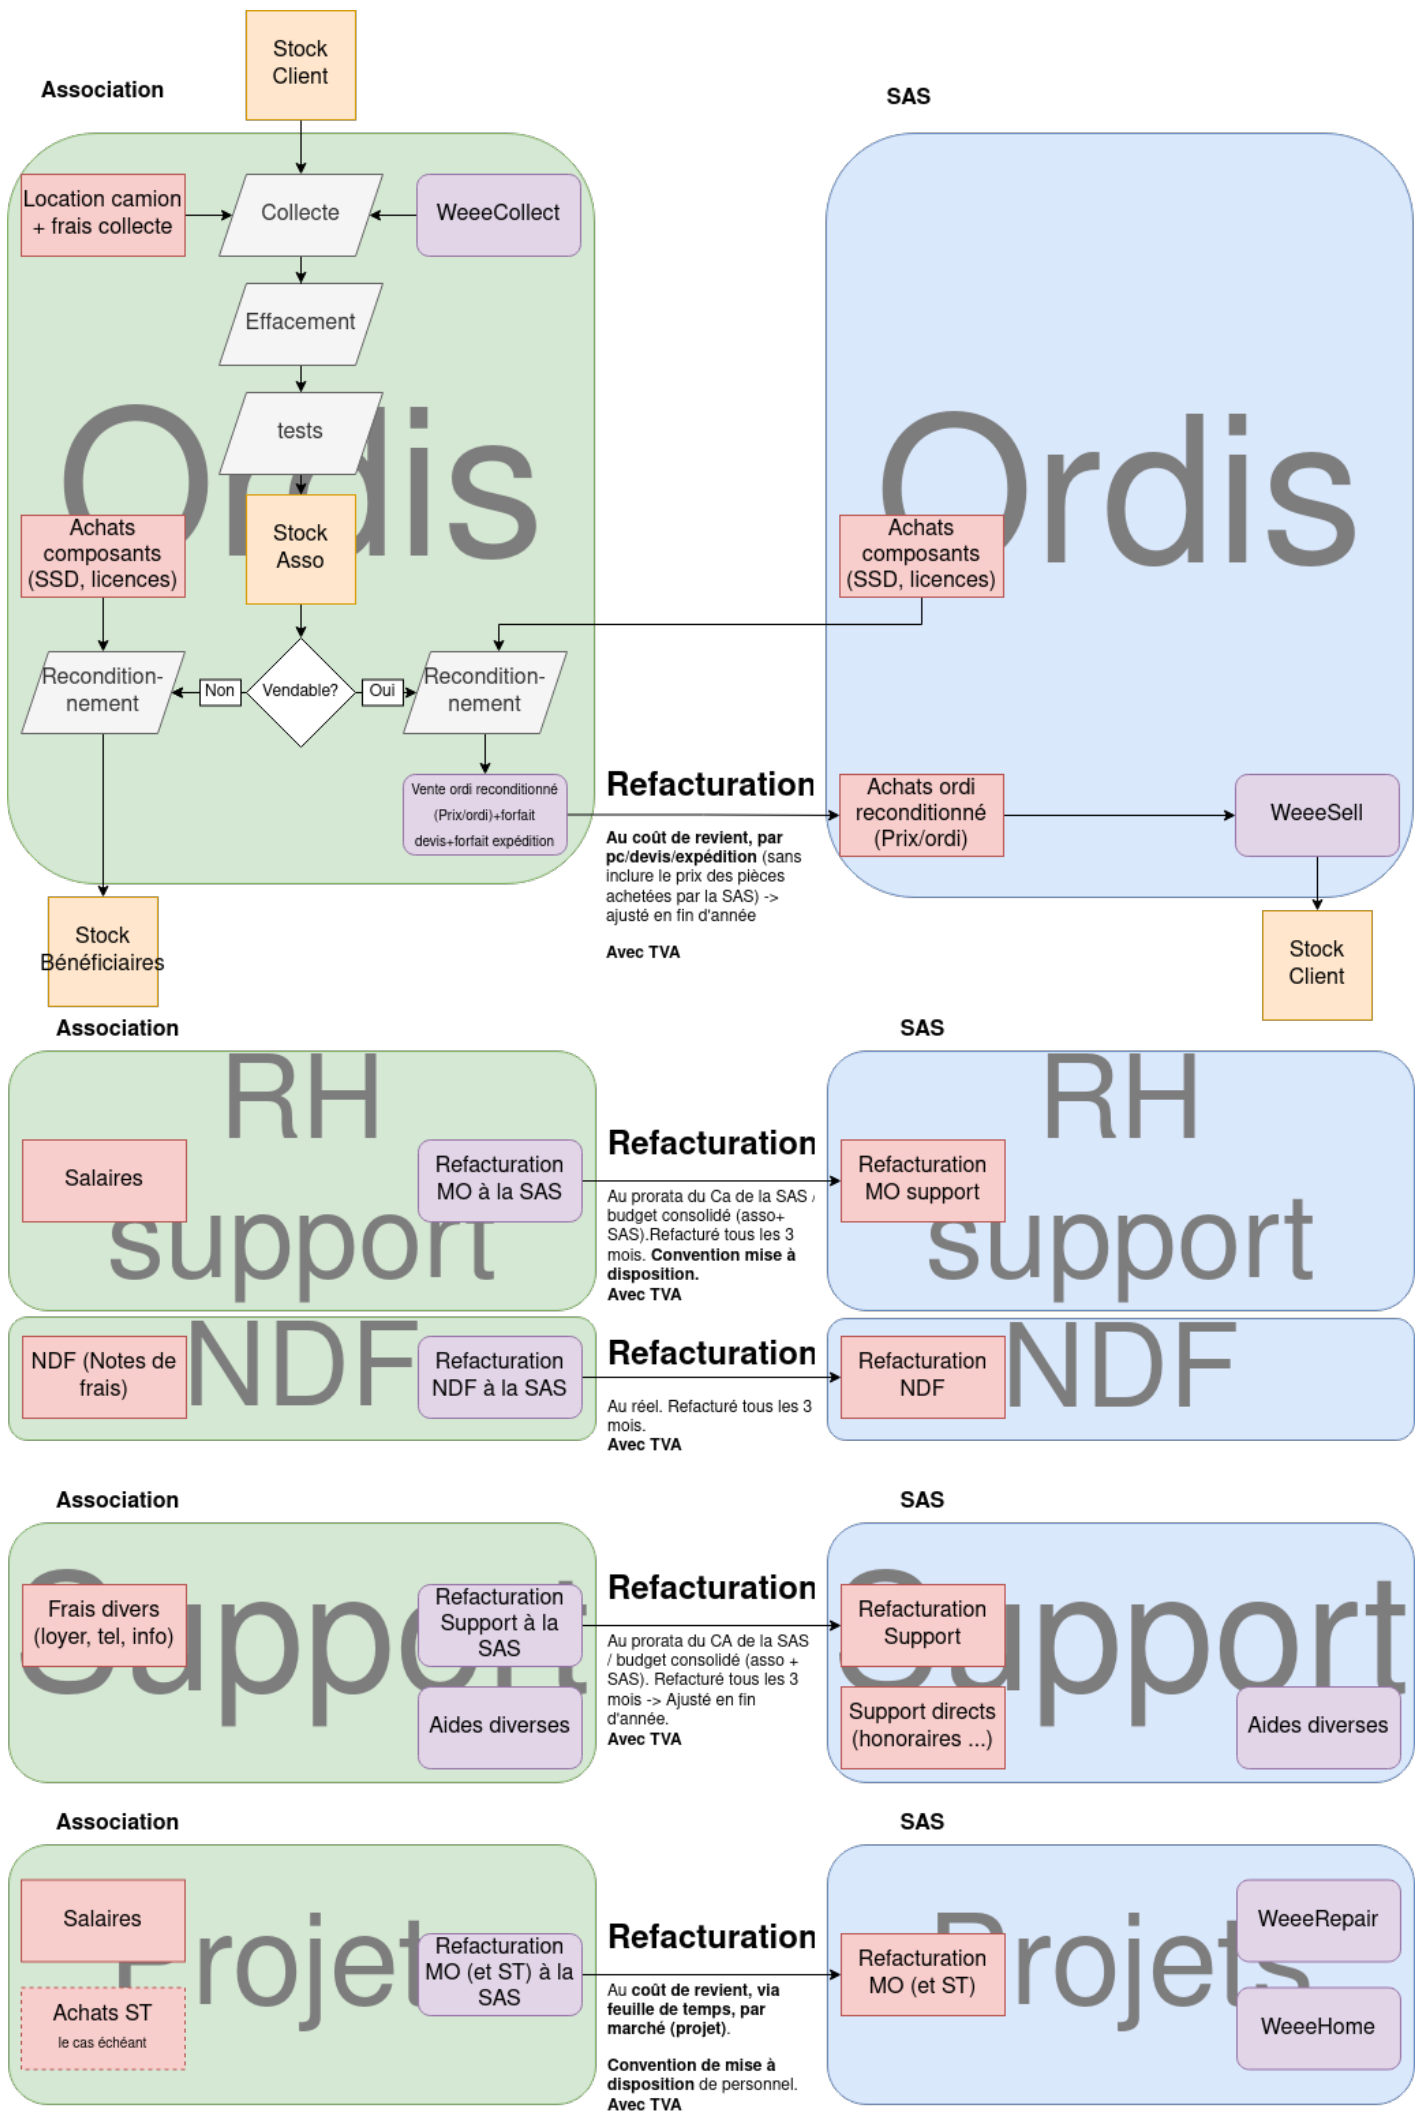 Stock
Client
Association
SAS
Location camion
+ frais collecte
Collecte
WeeeCollect
Effacement
tests
Ordis
Ordis
Achats
composants
(SSD, licences)
Stock
Asso
Achats
composants
(SSD, licences)
Recondition-
nement
Non
Vendable?
Oui
Recondition-
nement
Vente ordi reconditionné
(Prix/ordi)+forfait
devis+forfait expédition
Refacturation
Au coût de revient, par
pc/devis/expédition (sans
inclure le prix des pièces
achetées par la SAS) ->
ajusté en fin d'année
Avec TVA
Achats ordi
reconditionné
(Prix/ordi)
WeeeSell
Stock
Bénéficiaires
Stock
Client
Association
SAS
RH
support
Salaires
Refacturation
MO à la SAS
Refacturation
Au prorata du Ca de la SAS /
budget consolidé (asso+
SAS).Refacturé tous les 3
mois. Convention mise à
disposition.
Avec TVA
RH
support
Refacturation
MO support
NDF
NDF (Notes de
frais)
Refacturation
NDF à la SAS
Refacturation
Au réel. Refacturé tous les 3
mois.
Avec TVA
NDF
Refacturation
NDF
Association
SAS
Support
Frais divers
(loyer, tel, info)
Refacturation
Support à la
SAS
Aides diverses
Refacturation
Au prorata du CA de la SAS
/ budget consolidé (asso +
SAS). Refacturé tous les 3
mois -> Ajusté en fin
d'année.
Avec TVA
Support
Refacturation
Support
Support directs
(honoraires ...)
Aides diverses
Association
SAS
Projets
Salaires
Achats ST
le cas échéant
Refacturation
MO (et ST) à la
SAS
Refacturation
Au coût de revient, via
feuille de temps, par
marché (projet).
Convention de mise à
disposition de personnel.
Avec TVA
Projets
Refacturation
MO (et ST)
WeeeRepair
WeeeHome